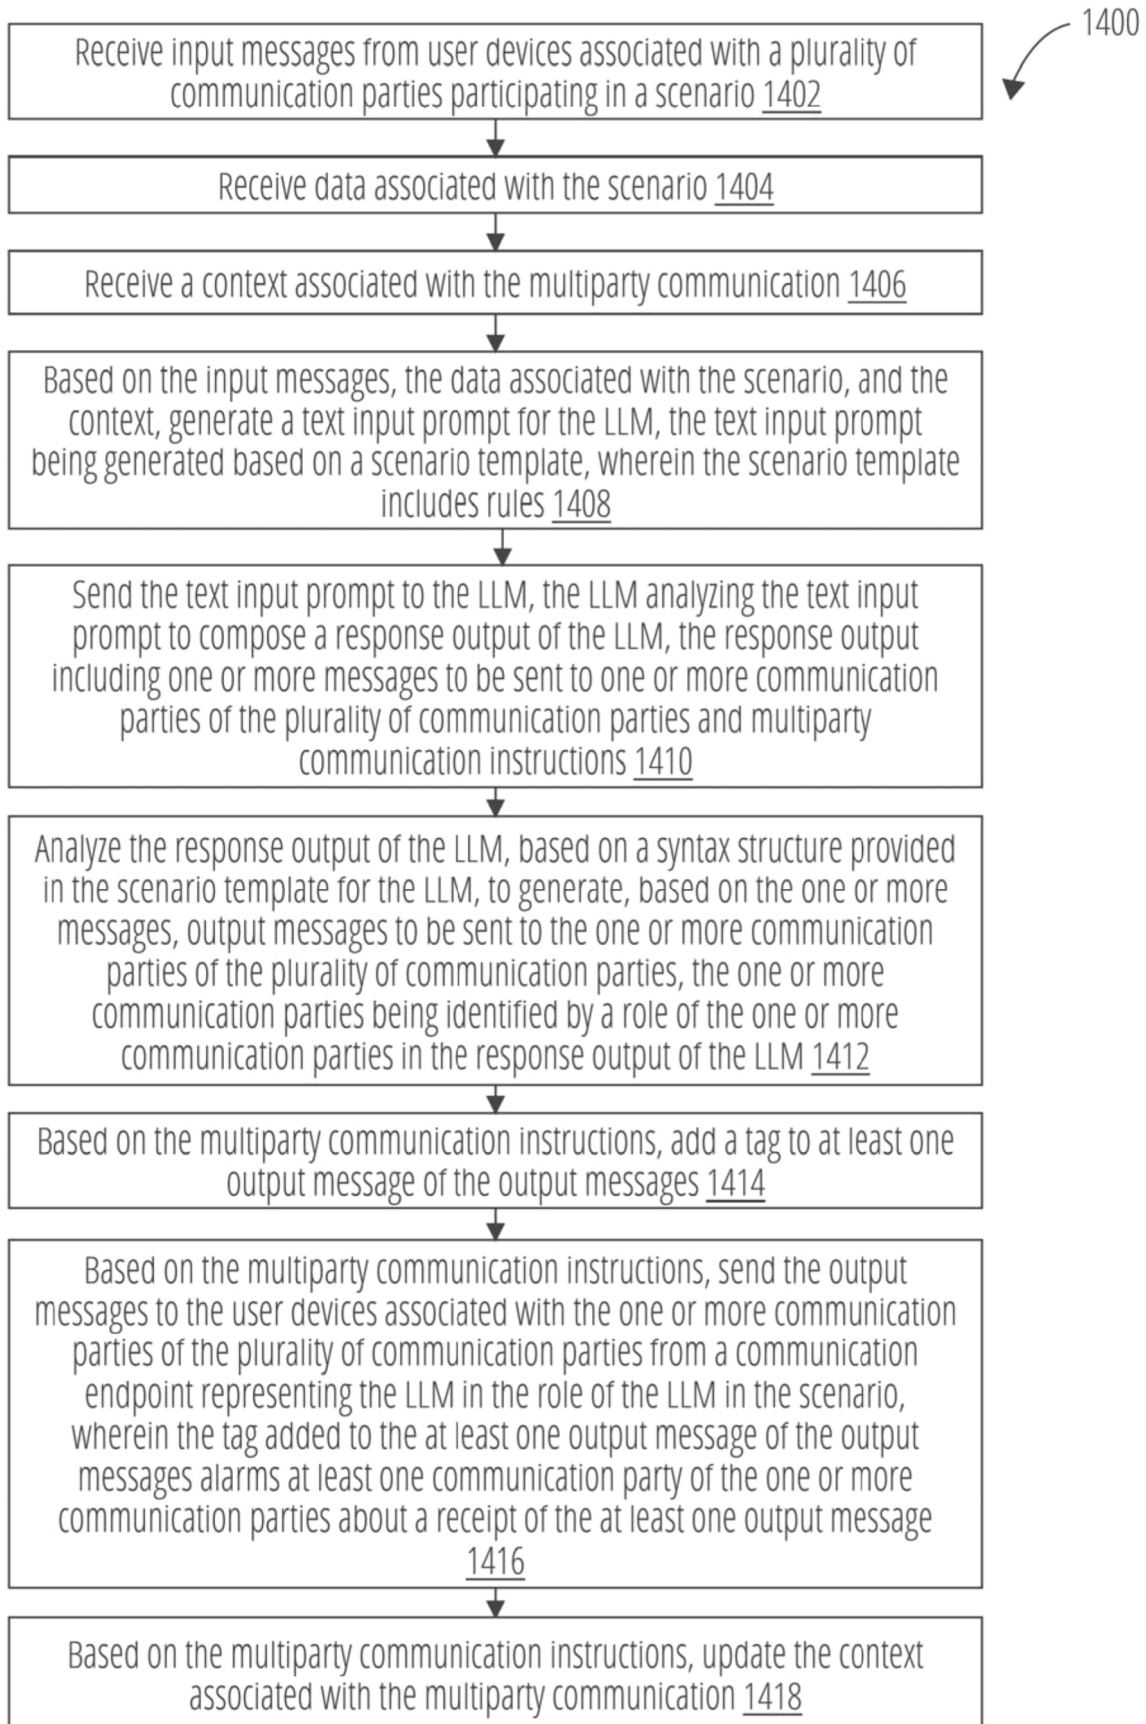 1400
Receive input messages from user devices associated with a plurality of
communication parties participating in a scenario 1402
Receive data associated with the scenario 1404
Receive a context associated with the multiparty communication 1406
Based on the input messages, the data associated with the scenario, and the
context, generate a text input prompt for the LLM, the text input prompt
being generated based on a scenario template, wherein the scenario template
includes rules 1408
Send the text input prompt to the LLM, the LLM analyzing the text input
prompt to compose a response output of the LLM, the response output
including one or more messages to be sent to one or more communication
parties of the plurality of communication parties and multiparty
communication instructions 1410
Analyze the response output of the LLM, based on a syntax structure provided
in the scenario template for the LLM, to generate, based on the one or more
messages, output messages to be sent to the one or more communication
parties of the plurality of communication parties, the one or more
communication parties being identified by a role of the one or more
communication parties in the response output of the LLM 1412
Based on the multiparty communication instructions, add a tag to at least one
output message of the output messages 1414
Based on the multiparty communication instructions, send the output
messages to the user devices associated with the one or more communication
parties of the plurality of communication parties from a communication
endpoint representing the LLM in the role of the LLM in the scenario,
wherein the tag added to the at least one output message of the output
messages alarms at least one communication party of the one or more
communication parties about a receipt of the at least one output message
1416
Based on the multiparty communication instructions, update the context
associated with the multiparty communication 1418